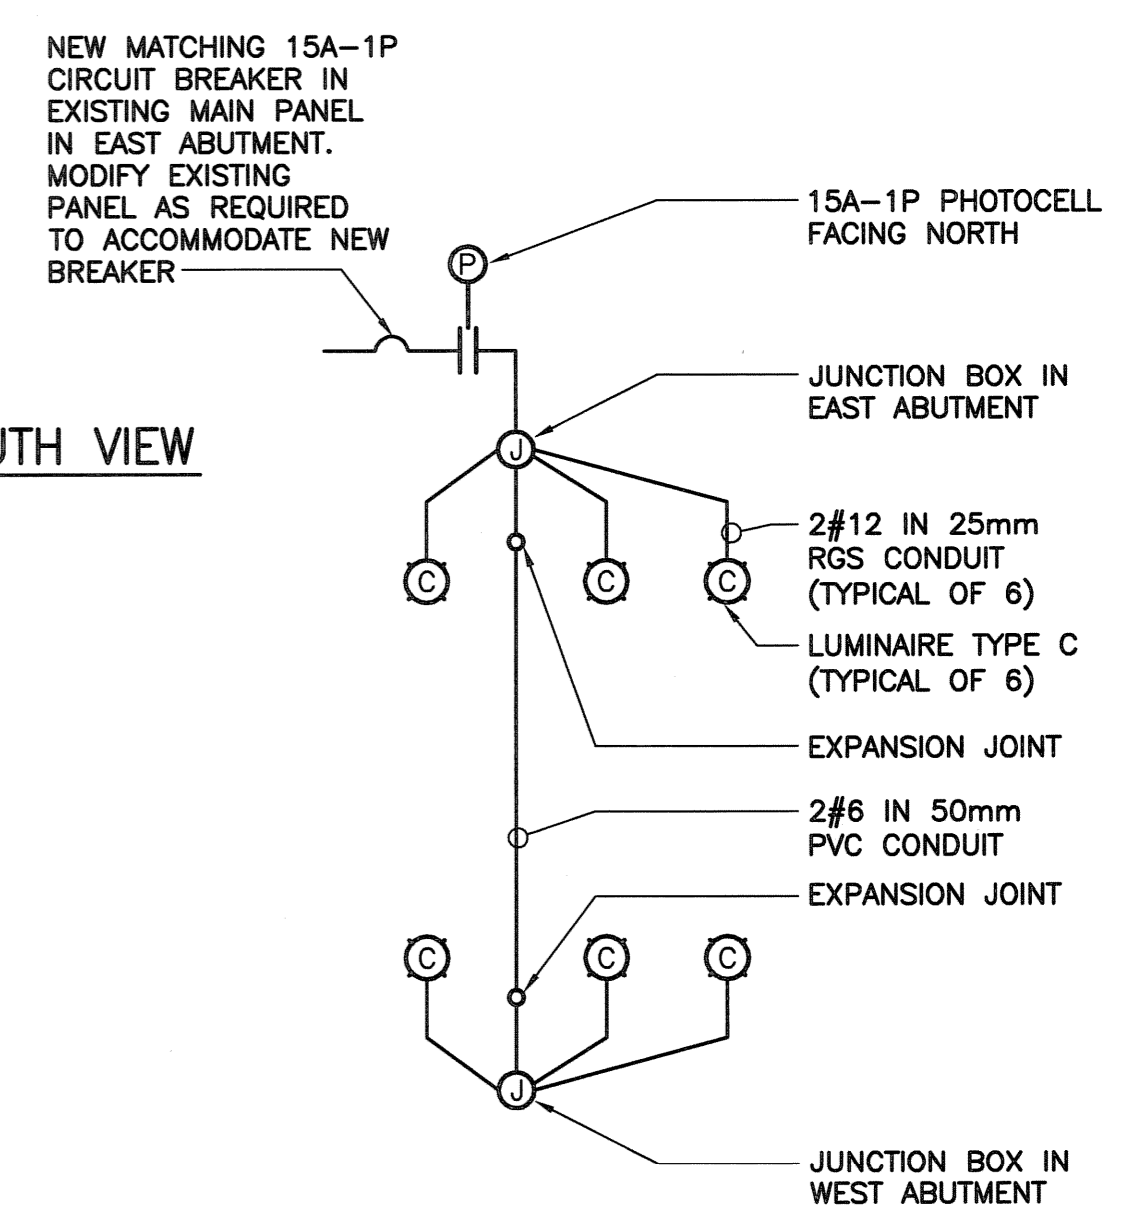 NEW MATCHING 15A-1P
CIRCUIT BREAKER IN
EXISTING MAIN PANEL
IN EAST ABUTMENT.
MODIFY EXISTING
PANEL AS REQUIRED
TO ACCOMMODATE NEW
BREAKER
15A-1P PHOTOCELL
FACING NORTH
P
JUNCTION BOX IN
EAST ABUTMENT
UTH VIEW
J
2#12 IN 25mm
RGS CONDUIT
(TYPICAL OF 6)
C C C
LUMINAIRE TYPE C
(TYPICAL OF 6)
EXPANSION JOINT
2#6 IN 50mm
PVC CONDUIT
EXPANSION JOINT
C C C
J
JUNCTION BOX IN
WEST ABUTMENT